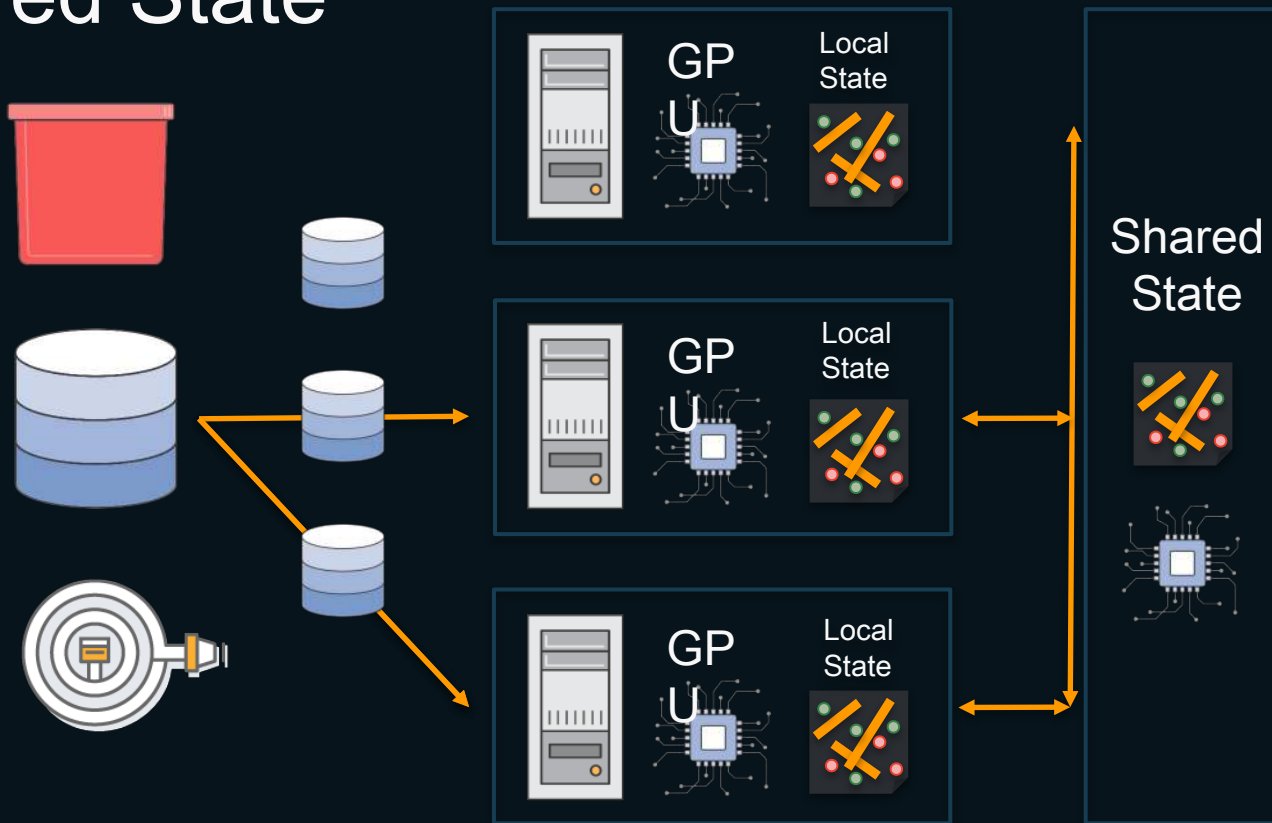 ed State
GP
U
Local
State
GP
U
Local
State
GP
U
Local
State
Shared
State